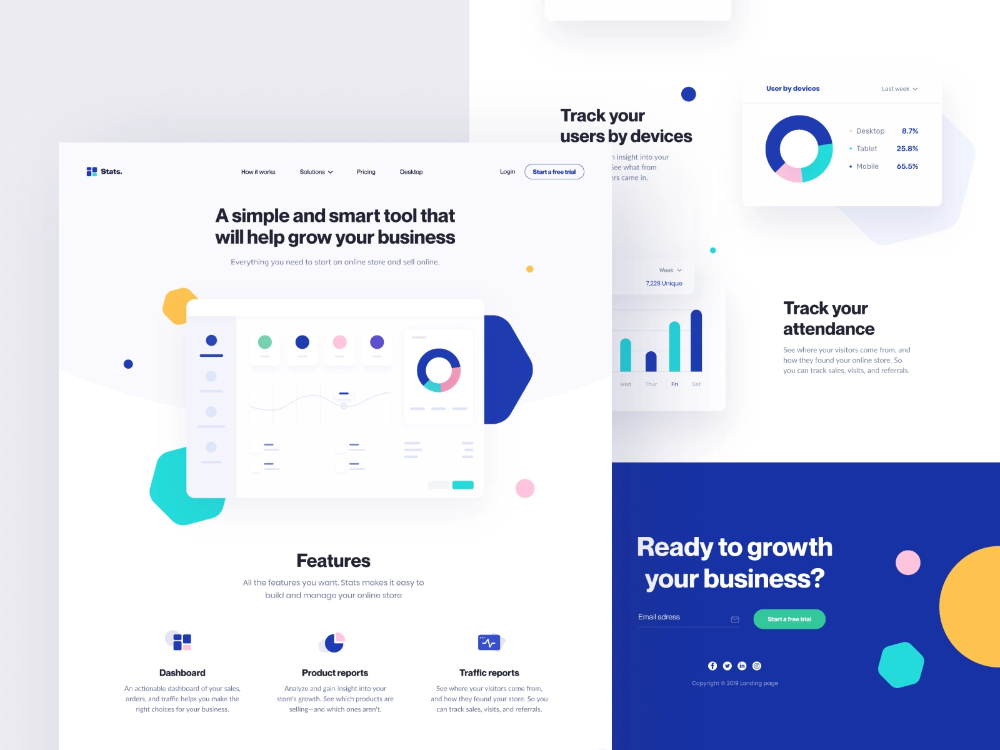 Stats.
How it works
Solutions
Pricing
Desktop
Login
Start a free trial
A simple and smart tool that
will help grow your business
Everything you need to start an online store and sell online.
Features
All the features you want, Stats makes it easy to
build and manage your online store
Dashboard
An actionable dashboard of your sales,
orders, and traffic helps you make the
right choices for your business.
Product reports
Analyze and gain insight into your
store's growth. See which products are
selling—and which ones aren't.
Traffic reports
See where your visitors come from,
and how they found your store. So you
can track sales, visits, and referrals.
Track your
users by devices
insight into your
See what from
came in.
User by devices
Last week
Desktop 8.7%
Tablet 25.8%
Mobile 65.5%
Week
7,228 Unique
Wed Thur Fri Sat
Track your
attendance
See where your visitors come from, and
how they found your online store. So
you can track sales, visits, and referrals.
Ready to growth
your business?
Email adress
Start a free trial
Copyright © 2019 Landing page